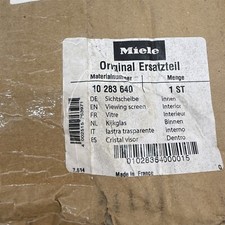 Miele
Original Ersatzteil
Materialnummer Menge
10 283 640 1 ST
DE Sichtscheibe innen
EN Viewing screen interior
FR Vitre Interieur
NL Kijkglas Binnen
IT lastra trasparente interno
ES Cristal visor Dentro
01028364000015
Made in France